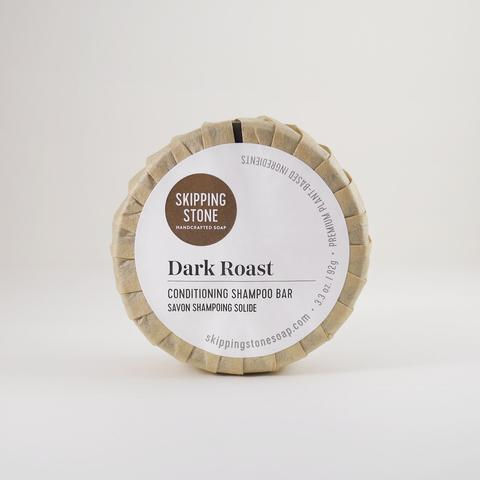 SKIPPING
STONE
HANDCRAFTED SOAP
Dark Roast
CONDITIONING SHAMPOO BAR
SAVON SHAMPOING SOLIDE
skippingstonesoap.com • 3.3 oz. / 92g • PREMIUM PLANT-BASED INGREDIENTS